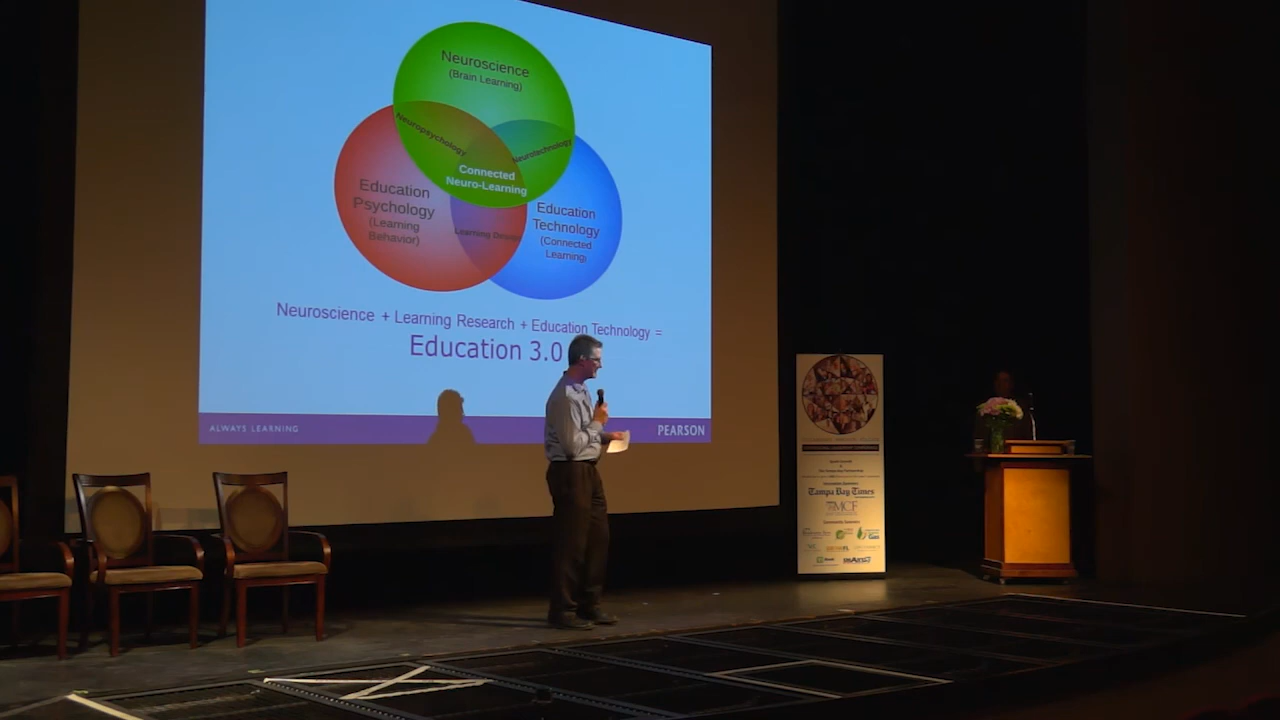 Neuroscience
(Brain Learning)
Neuropsychology
Neurotechnology
Connected
Neuro-Learning
Education
Psychology
(Learning
Behavior)
Education
Technology
(Connected
Learning)
Learning Design
Neuroscience + Learning Research + Education Technology =
Education 3.0
ALWAYS LEARNING
PEARSON
Tampa Bay Times
MCF